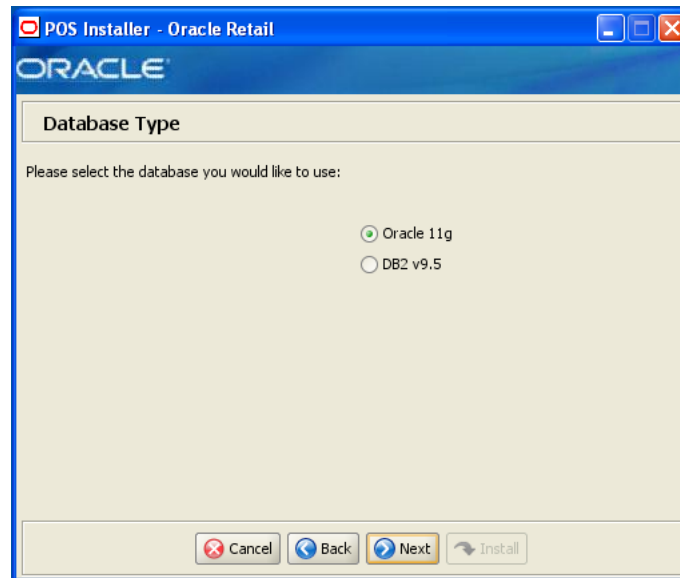 POS Installer - Oracle Retail
ORACLE
Database Type
Please select the database you would like to use:
Oracle 11g
DB2 v9.5
Cancel Back Next Install